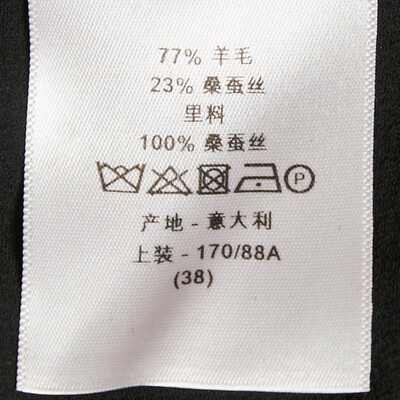 77% 羊毛
23% 桑蚕丝
里料
100% 桑蚕丝
P
产地 - 意大利
上装 - 170/88A
(38)